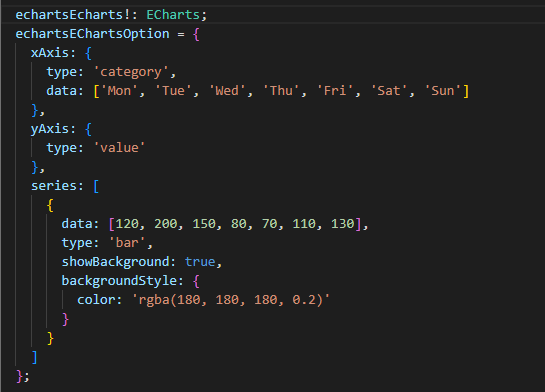 echartsEcharts!: ECharts;
echartsEChartsOption = {
  xAxis: {
    type: 'category',
    data: ['Mon', 'Tue', 'Wed', 'Thu', 'Fri', 'Sat', 'Sun']
  },
  yAxis: {
    type: 'value'
  },
  series: [
    {
      data: [120, 200, 150, 80, 70, 110, 130],
      type: 'bar',
      showBackground: true,
      backgroundStyle: {
        color: 'rgba(180, 180, 180, 0.2)'
      }
    }
  ]
};